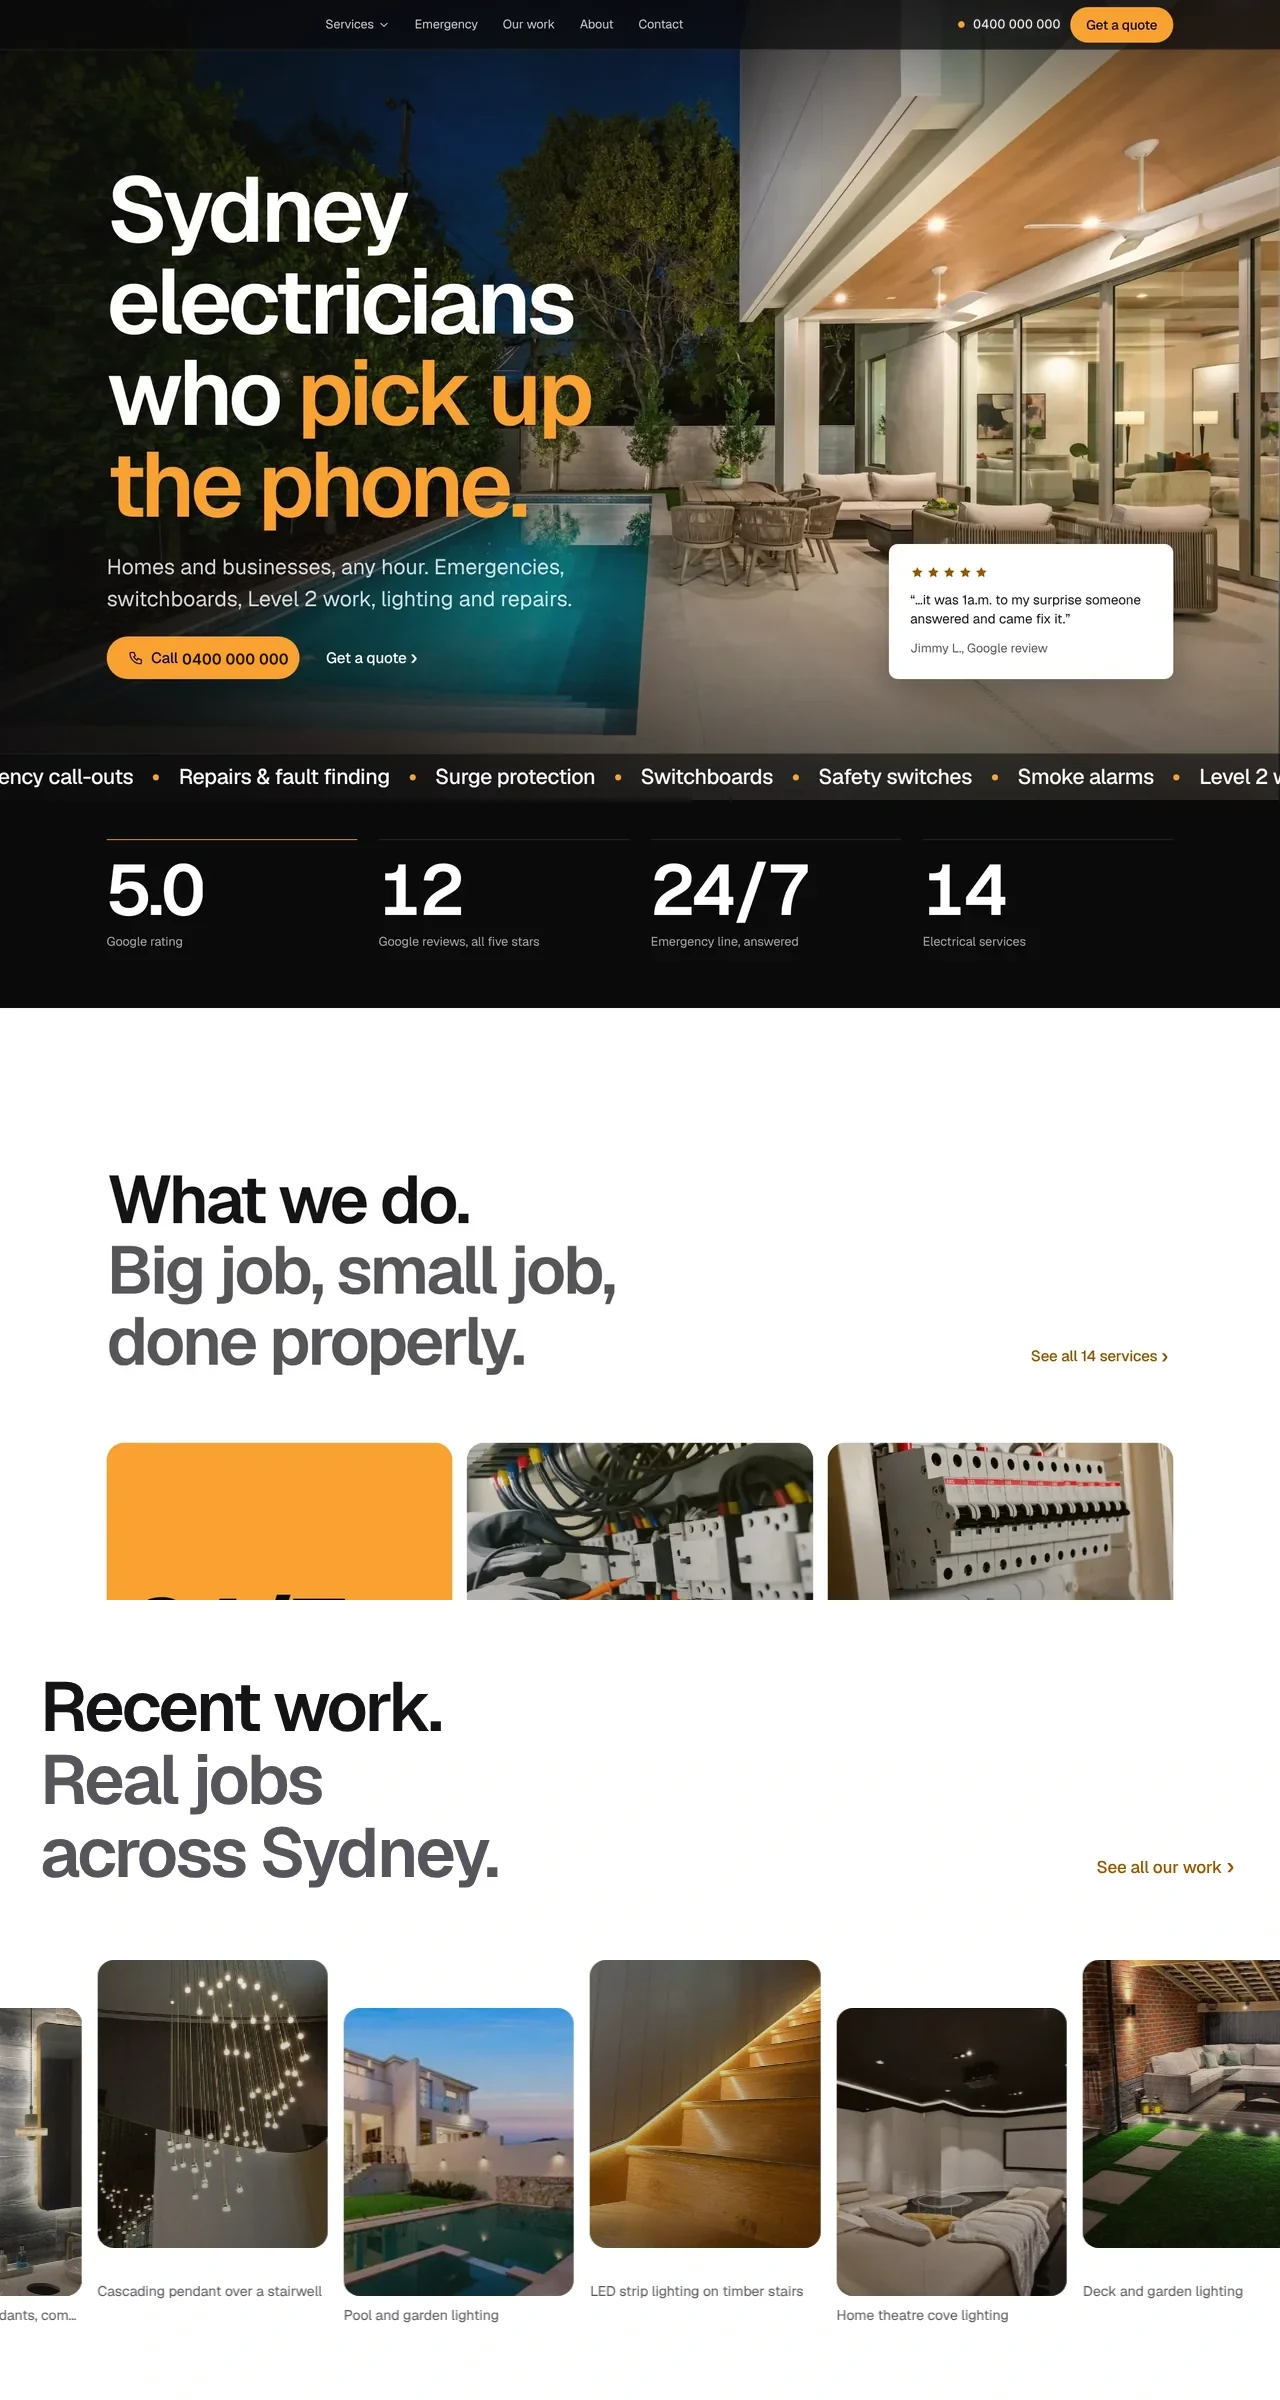 Services
Emergency
Our work
About
Contact
0400 000 000
Get a quote
Sydney
electricians
who pick up
the phone.
Homes and businesses, any hour. Emergencies,
switchboards, Level 2 work, lighting and repairs.
Call 0400 000 000
Get a quote ›
“…it was 1a.m. to my surprise someone
answered and came fix it.”
Jimmy L., Google review
ency call-outs • Repairs & fault finding • Surge protection • Switchboards • Safety switches • Smoke alarms • Level 2
5.0
Google rating
12
Google reviews, all five stars
24/7
Emergency line, answered
14
Electrical services
What we do.
Big job, small job,
done properly.
See all 14 services ›
Recent work.
Real jobs
across Sydney.
See all our work ›
dants, com...
Cascading pendant over a stairwell
Pool and garden lighting
LED strip lighting on timber stairs
Home theatre cove lighting
Deck and garden lighting